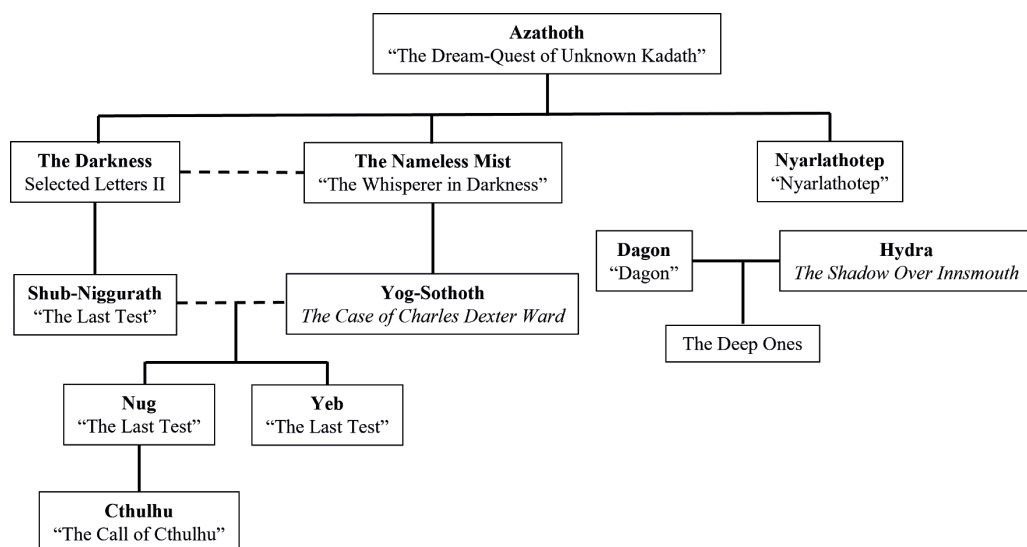 Azathoth
“The Dream-Quest of Unknown Kadath”
The Darkness
Selected Letters II
The Nameless Mist
“The Whisperer in Darkness”
Nyarlathotep
“Nyarlathotep”
Dagon
“Dagon”
Hydra
The Shadow Over Innsmouth
Shub-Niggurath
“The Last Test”
Yog-Sothoth
The Case of Charles Dexter Ward
The Deep Ones
Nug
“The Last Test”
Yeb
“The Last Test”
Cthulhu
“The Call of Cthulhu”